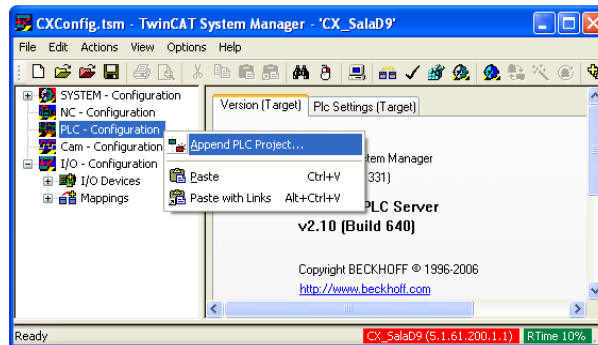 CXConfig.tsm - TwinCAT System Manager - 'CX_SalaD9'
File Edit Actions View Options Help
SYSTEM - Configuration
NC - Configuration
PLC - Configuration
Cam - Configuration
I/O - Configuration
I/O Devices
Mappings
Version (Target) Plc Settings (Target)
Append PLC Project...
Paste Ctrl+V
Paste with Links Alt+Ctrl+V
Manager
331)
PLC Server
v2.10 (Build 640)
Copyright BECKHOFF © 1996-2006
http://www.beckhoff.com
Ready CX_SalaD9 (5.1.61.200.1.1) RTime 10%